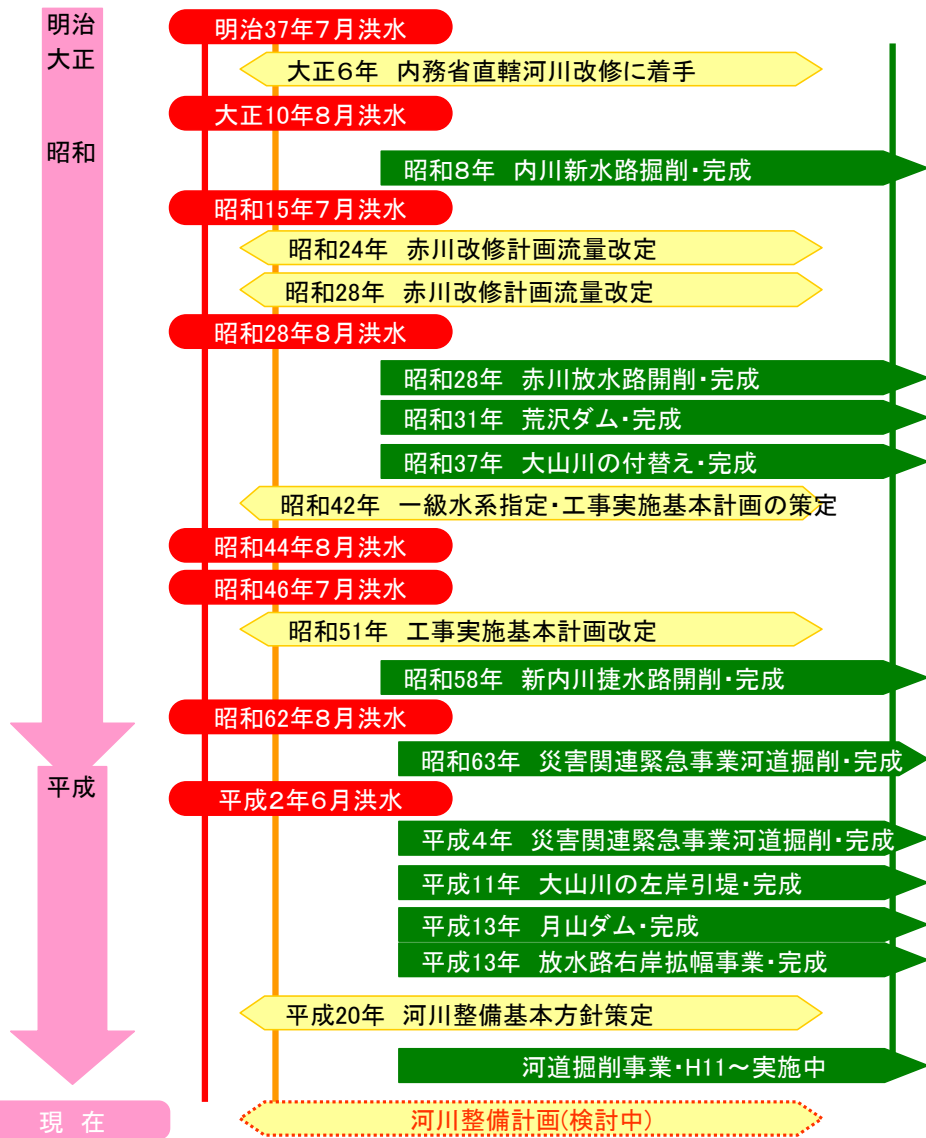 明治
明治37年7月洪水
大正
大正6年 内務省直轄河川改修に着手
大正10年8月洪水
昭和
昭和8年 内川新水路掘削・完成
昭和15年7月洪水
昭和24年 赤川改修計画流量改定
昭和28年 赤川改修計画流量改定
昭和28年8月洪水
昭和28年 赤川放水路開削・完成
昭和31年 荒沢ダム・完成
昭和37年 大山川の付替え・完成
昭和42年 一級水系指定・工事実施基本計画の策定
昭和44年8月洪水
昭和46年7月洪水
昭和51年 工事実施基本計画改定
昭和58年 新内川捷水路開削・完成
昭和62年8月洪水
昭和63年 災害関連緊急事業河道掘削・完成
平成
平成2年6月洪水
平成4年 災害関連緊急事業河道掘削・完成
平成11年 大山川の左岸引堤・完成
平成13年 月山ダム・完成
平成13年 放水路右岸拡幅事業・完成
平成20年 河川整備基本方針策定
河道掘削事業・H11～実施中
現 在
河川整備計画(検討中)